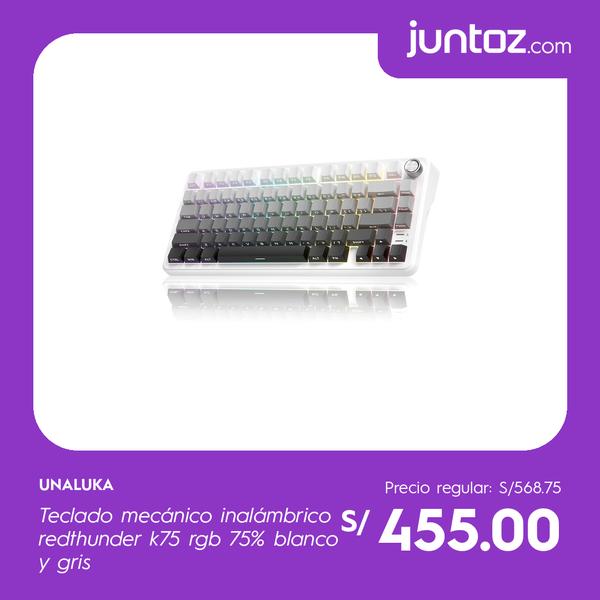 juntoz.com
UNALUKA
Teclado mecánico inalámbrico
redthunder k75 rgb 75% blanco
y gris
Precio regular: S/568.75
S/ 455.00